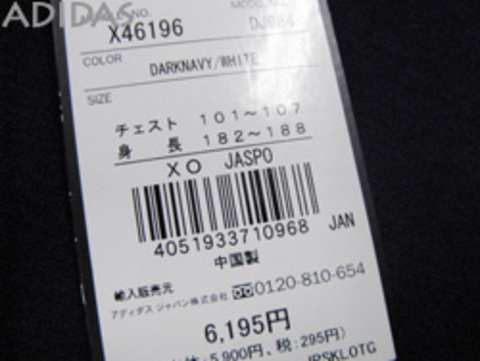 ADIDAS
NO.
X46196
COLOR
DARKNAVY/WHITE
SIZE
チェスト 101~107
身 長 182~188
XO JASPO
4051933710968 JAN
中国製
輸入販売元
アディダス ジャパン株式会社 0120-810-654
6,195円
5,900円、税:295円)
JPSKLOTG